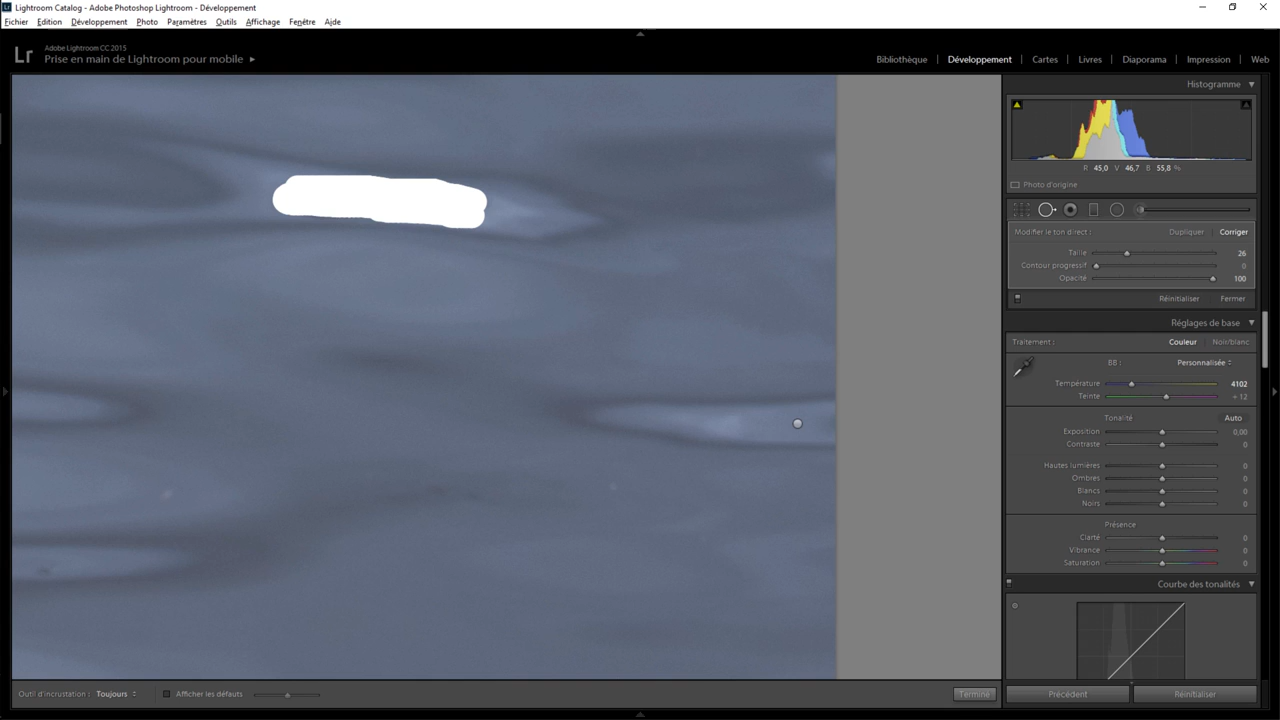 Lightroom Catalog - Adobe Photoshop Lightroom - Développement
Fichier Edition Développement Photo Paramètres Outils Affichage Fenêtre Aide
Lr
Adobe Lightroom CC 2015
Prise en main de Lightroom pour mobile
Bibliothèque | Développement | Cartes | Livres | Diaporama | Impression | Web
Histogramme
R 45,0 V 46,7 B 55,8 %
Photo d'origine
Modifier le ton direct : Dupliquer Corriger
Taille 26
Contour progressif 0
Opacité 100
Réinitialiser Fermer
Réglages de base
Traitement : Couleur | Noir/blanc
BB : Personnalisée
Température 4102
Teinte + 12
Tonalité Auto
Exposition 0,00
Contraste 0
Hautes lumières 0
Ombres 0
Blancs 0
Noirs 0
Présence
Clarté 0
Vibrance 0
Saturation 0
Courbe des tonalités
Outil d'incrustation : Toujours Afficher les défauts Terminé
Précédent Réinitialiser